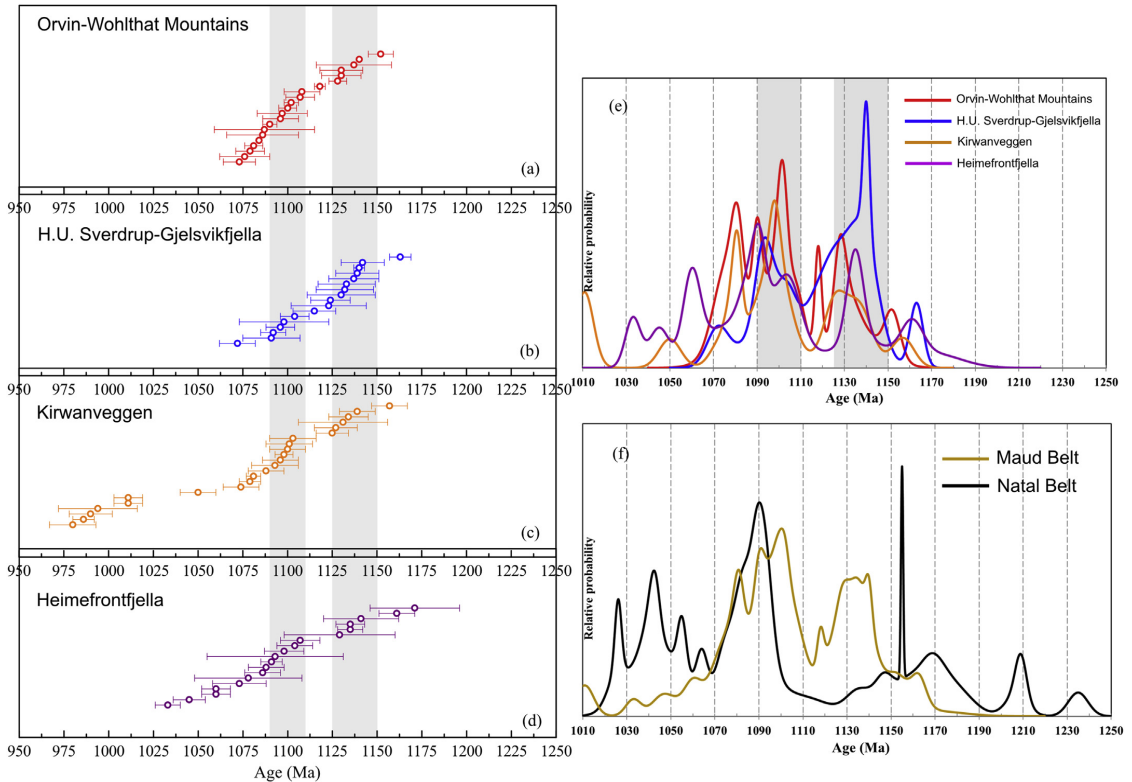 Orvin-Wohlthat Mountains
(a)
950 975 1000 1025 1050 1075 1100 1125 1150 1175 1200 1225 1250
H.U. Sverdrup-Gjelsvikfjella
(b)
950 975 1000 1025 1050 1075 1100 1125 1150 1175 1200 1225 1250
Kirwanveggen
(c)
950 975 1000 1025 1050 1075 1100 1125 1150 1175 1200 1225 1250
Heimefrontfjella
(d)
950 975 1000 1025 1050 1075 1100 1125 1150 1175 1200 1225 1250
Age (Ma)
(e)
Orvin-Wohlthat Mountains
H.U. Sverdrup-Gjelsvikfjella
Kirwanveggen
Heimefrontfjella
Relative probability
1010 1030 1050 1070 1090 1110 1130 1150 1170 1190 1210 1230 1250
Age (Ma)
(f)
Maud Belt
Natal Belt
Relative probability
1010 1030 1050 1070 1090 1110 1130 1150 1170 1190 1210 1230 1250
Age (Ma)